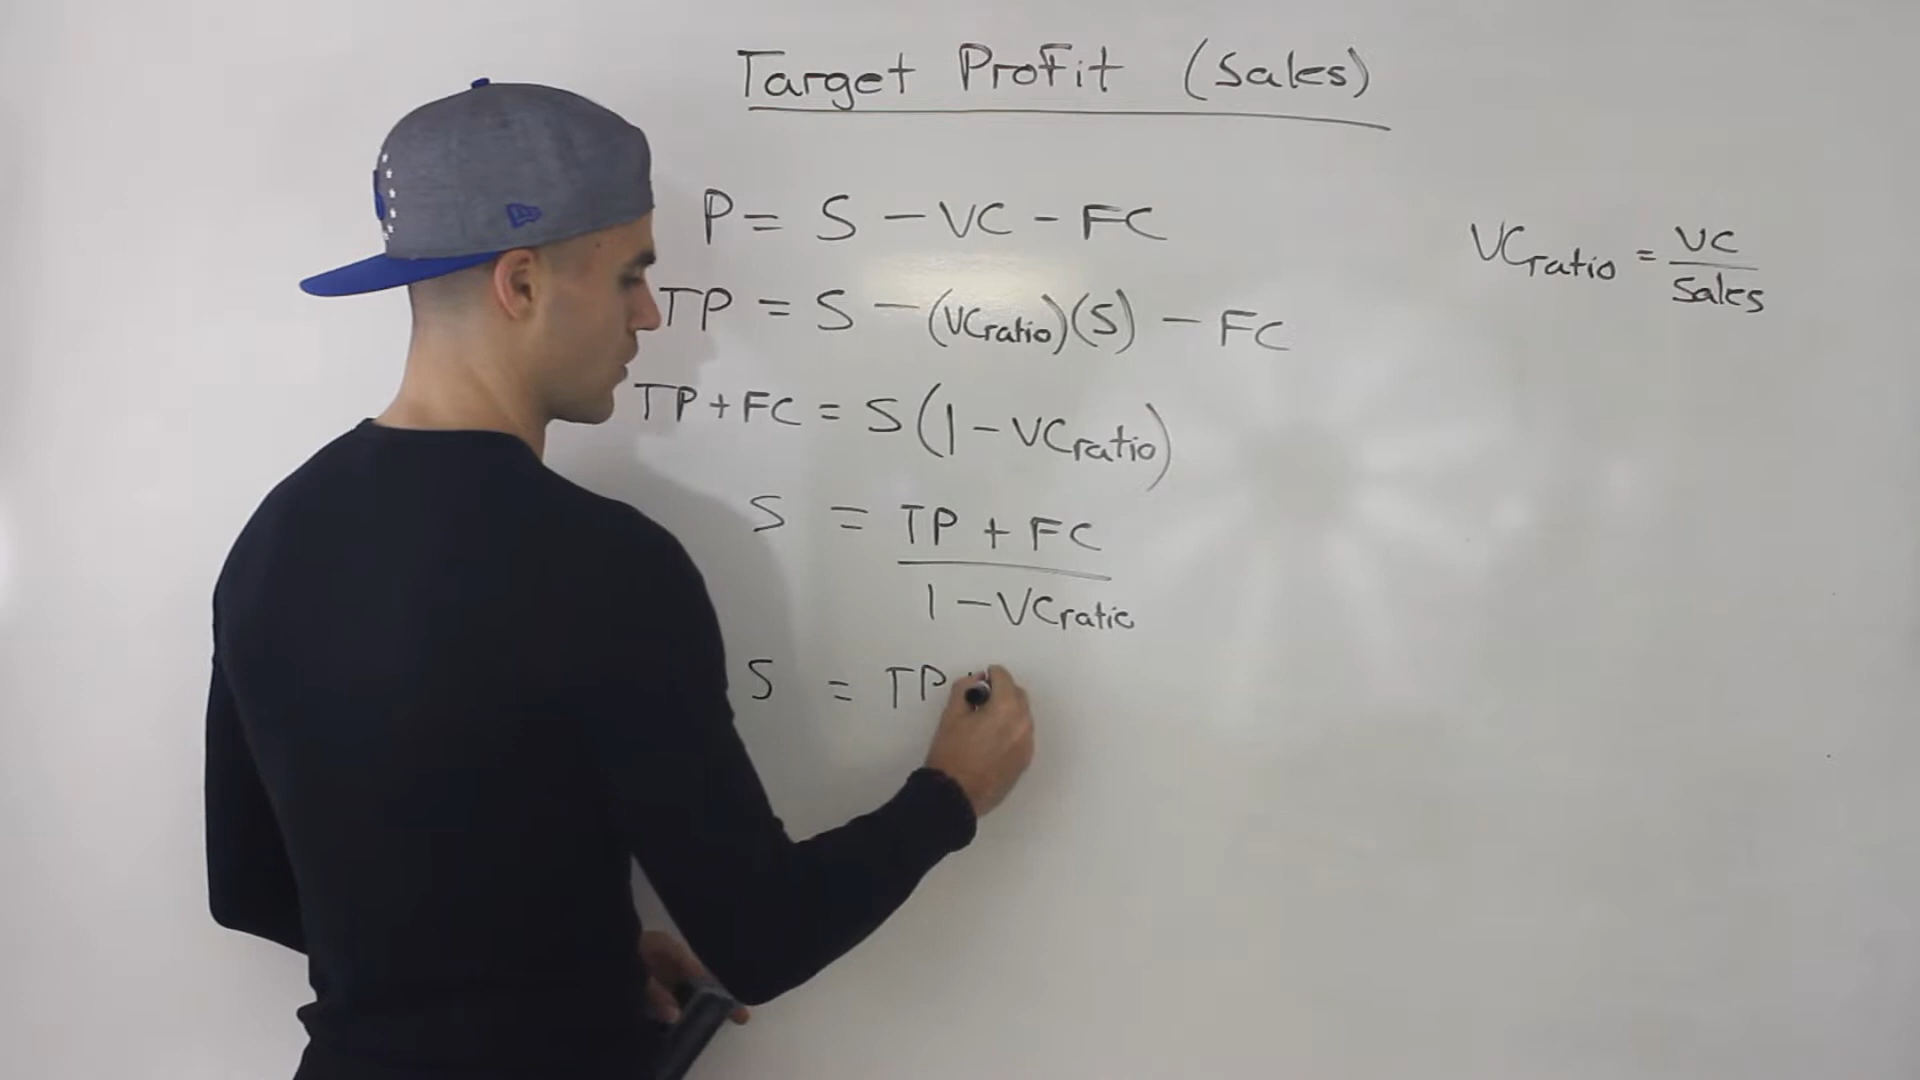 Target Profit (Sales)
P = S - VC - FC
VCratio = VC / Sales
TP = S - (VCratio)(S) - FC
TP + FC = S(1 - VCratio)
S = TP + FC
1 - VCratio
S = TP